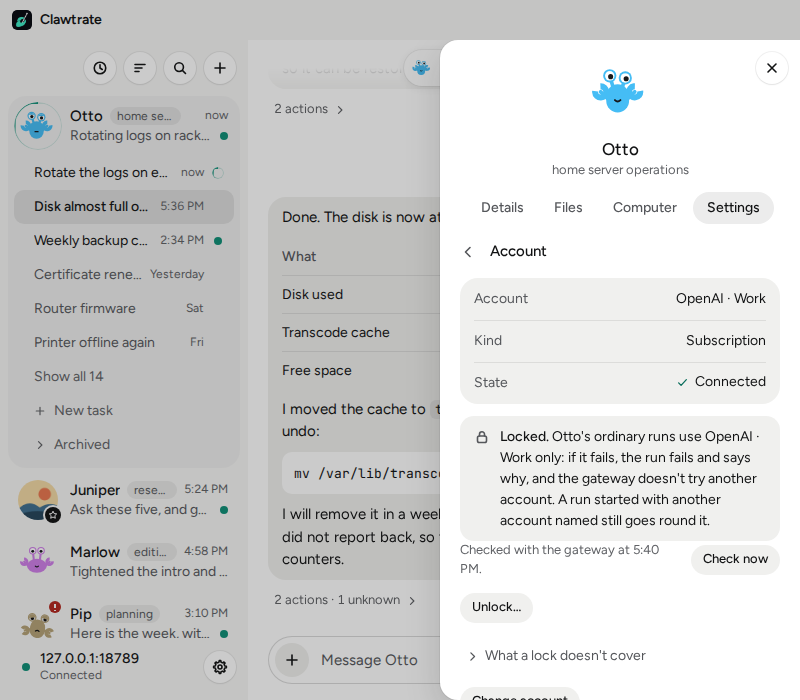 Clawtrate
Otto home se... now
Rotating logs on rack...
Rotate the logs on e... now
Disk almost full o... 5:36 PM
Weekly backup c... 2:34 PM
Certificate rene... Yesterday
Router firmware Sat
Printer offline again Fri
Show all 14
New task
Archived
Juniper rese... 5:24 PM
Ask these five, and g...
Marlow editi... 4:58 PM
Tightened the intro and ...
Pip planning 3:10 PM
Here is the week. wit...
127.0.0.1:18789
Connected
2 actions
Done. The disk is now at
What
Disk used
Transcode cache
Free space
I moved the cache to
undo:
mv /var/lib/transc
I will remove it in a week
did not report back, so
counters.
2 actions · 1 unknown
Message Otto
Otto
home server operations
Details Files Computer Settings
Account
Account OpenAI · Work
Kind Subscription
State Connected
Locked. Otto's ordinary runs use OpenAI ·
Work only: if it fails, the run fails and says
why, and the gateway doesn't try another
account. A run started with another
account named still goes round it.
Checked with the gateway at 5:40
PM.
Check now
Unlock...
What a lock doesn't cover
Change account